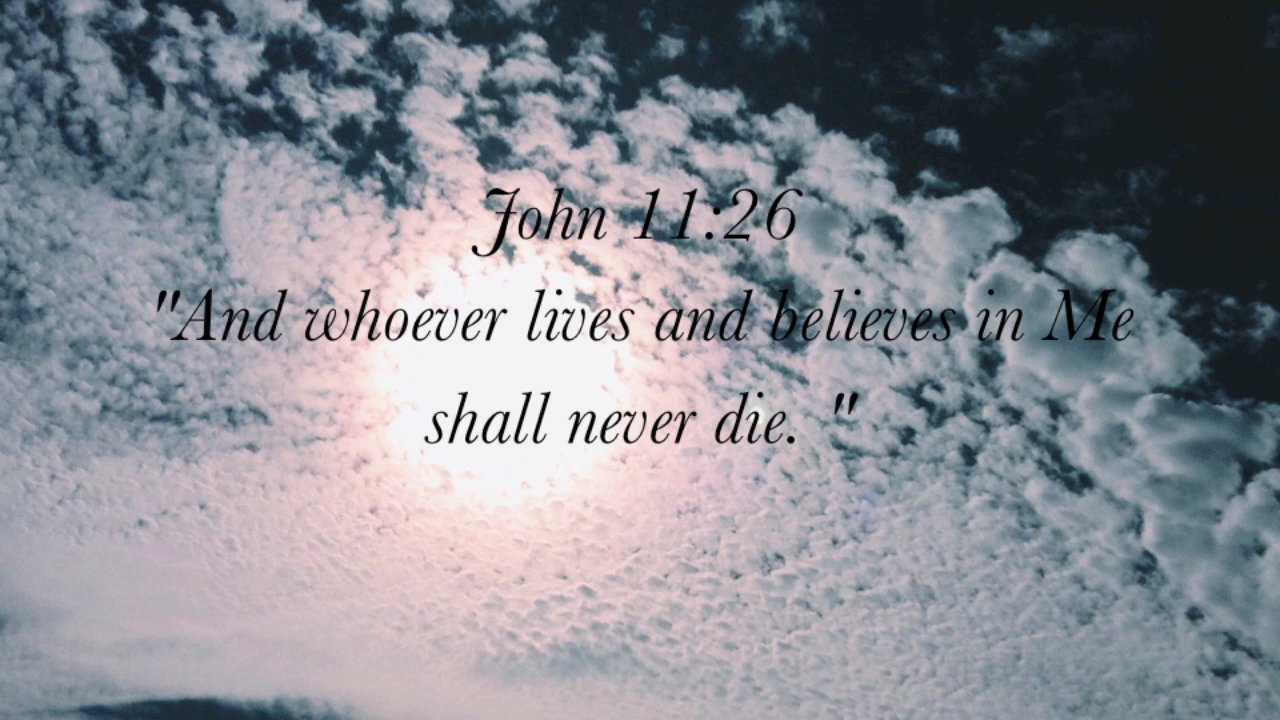 John 11:26
"And whoever lives and believes in Me
shall never die. "